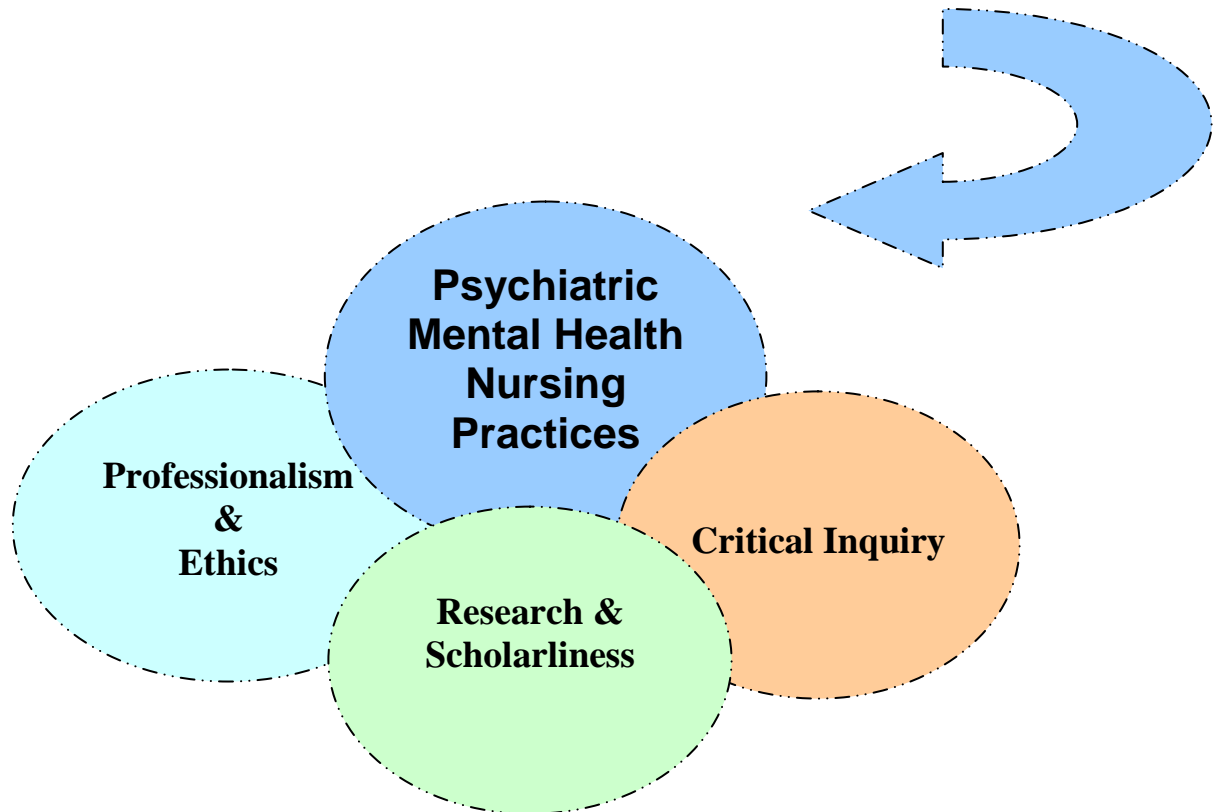 Psychiatric
Mental Health
Nursing
Practices
Professionalism
&
Ethics
Critical Inquiry
Research &
Scholarliness